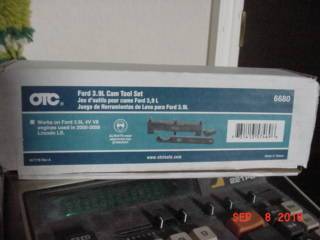 OTC
Ford 3.9L Cam Tool Set
Jeu d'outils pour came Ford 3,9 L
Juego de Herramientas de Leva para Ford 3.9L
6680
Works on Ford 3.9L 4V V8
engines used in 2000-2006
Lincoln LS.
www.otctools.com
SEP 8 2018